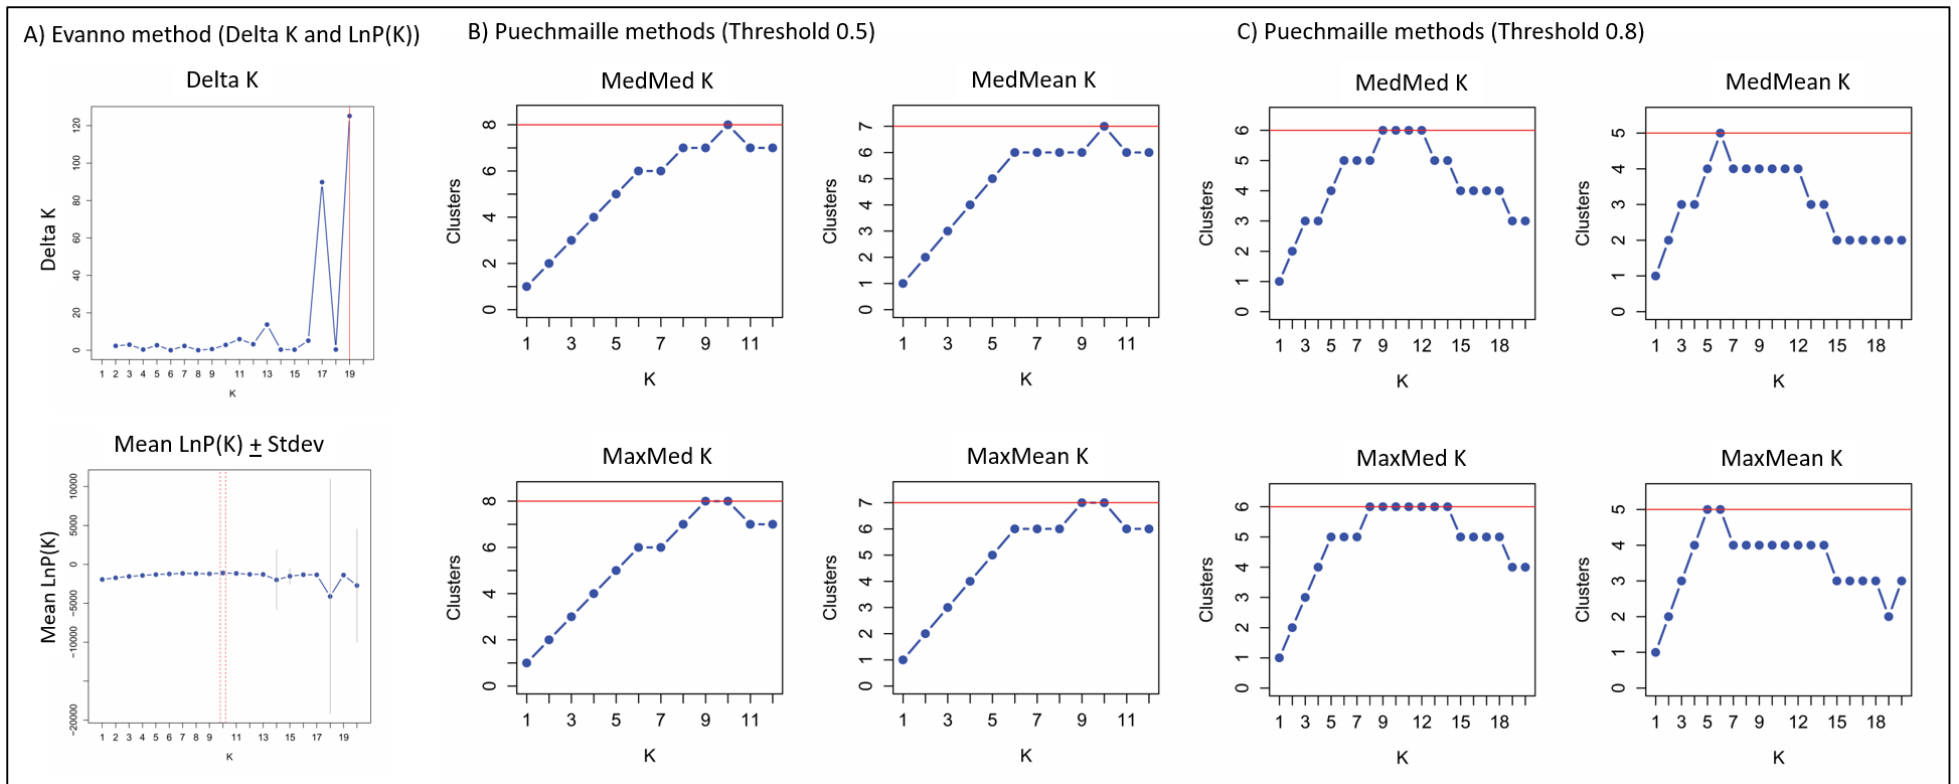 A) Evanno method (Delta K and LnP(K))
Delta K
Delta K
0 20 40 60 80 100 120
1 2 3 4 5 6 7 8 9 11 13 15 17 19
K
Mean LnP(K) + Stdev
Mean LnP(K)
-20000 -10000 -5000 0 5000 10000
1 2 3 4 5 6 7 8 9 11 13 15 17 19
K
B) Puechmaille methods (Threshold 0.5)
MedMed K
Clusters
0 2 4 6 8
1 3 5 7 9 11
K
MedMean K
Clusters
0 1 2 3 4 5 6 7
1 3 5 7 9 11
K
MaxMed K
Clusters
0 2 4 6 8
1 3 5 7 9 11
K
MaxMean K
Clusters
0 1 2 3 4 5 6 7
1 3 5 7 9 11
K
C) Puechmaille methods (Threshold 0.8)
MedMed K
Clusters
0 1 2 3 4 5 6
1 3 5 7 9 12 15 18
K
MedMean K
Clusters
0 1 2 3 4 5
1 3 5 7 9 12 15 18
K
MaxMed K
Clusters
0 1 2 3 4 5 6
1 3 5 7 9 12 15 18
K
MaxMean K
Clusters
0 1 2 3 4 5
1 3 5 7 9 12 15 18
K